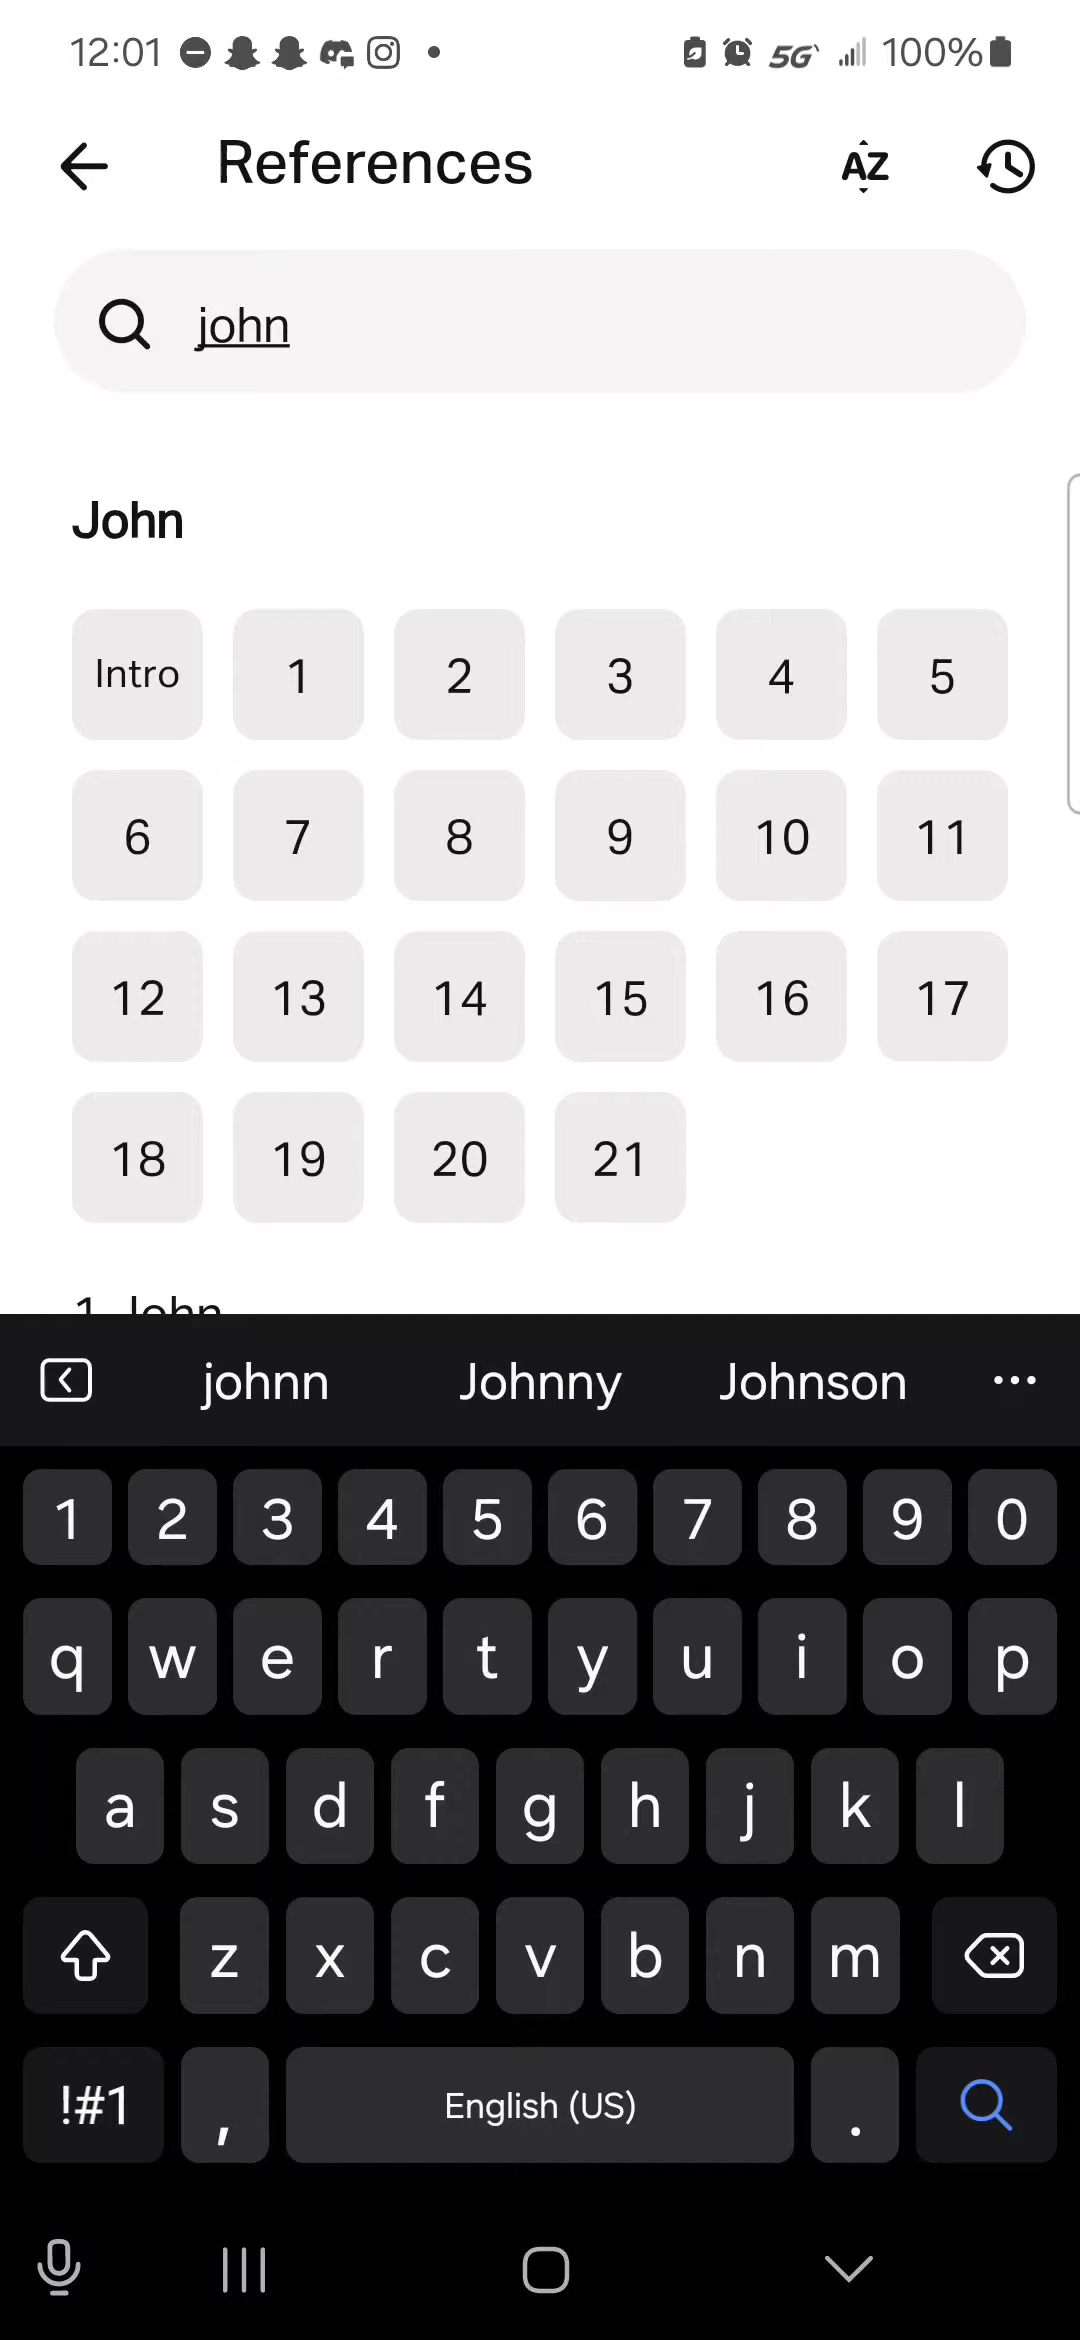 12:01 5G 100%
References AZ
john
John
Intro 1 2 3 4 5
6 7 8 9 10 11
12 13 14 15 16 17
18 19 20 21
1 John
johnn Johnny Johnson ...
1 2 3 4 5 6 7 8 9 0
q w e r t y u i o p
a s d f g h j k l
z x c v b n m
!#1 , English (US) .